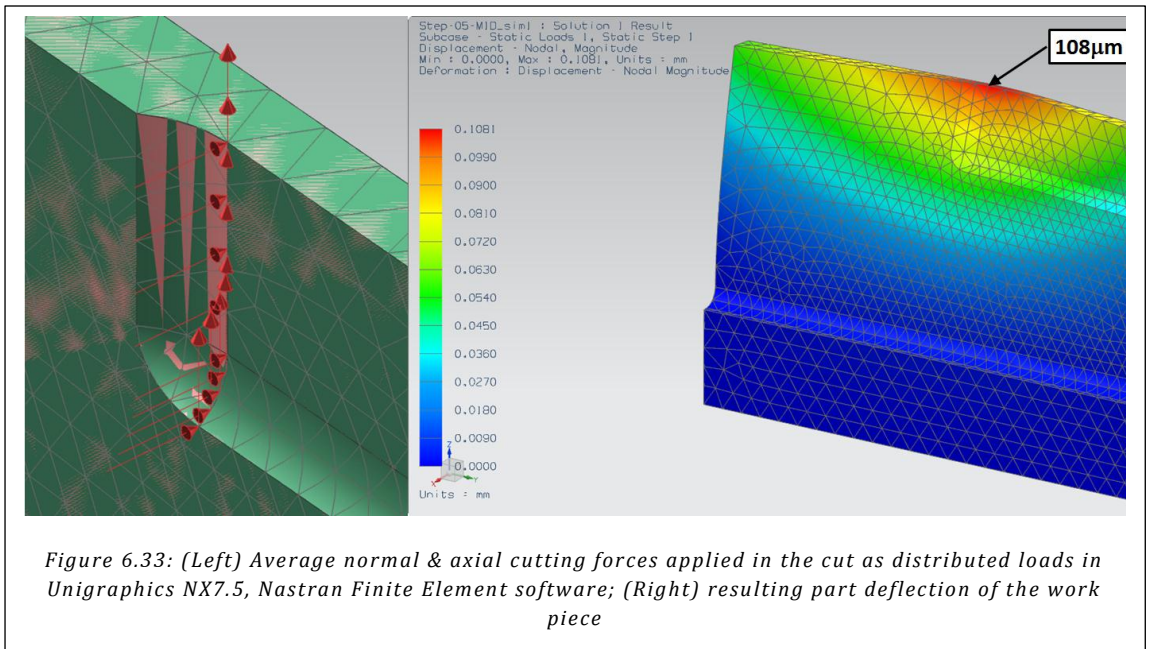 Step-05-MID_sim1 : Solution 1 Result
Subcase - Static Loads 1, Static Step 1
Displacement - Nodal, Magnitude
Min : 0.0000, Max : 0.1081, Units = mm
Deformation : Displacement - Nodal Magnitude
108µm
0.1081
0.0990
0.0900
0.0810
0.0720
0.0630
0.0540
0.0450
0.0360
0.0270
0.0180
0.0090
0.0000
Z
X
Y
Units = mm
Figure 6.33: (Left) Average normal & axial cutting forces applied in the cut as distributed loads in
Unigraphics NX7.5, Nastran Finite Element software; (Right) resulting part deflection of the work
piece